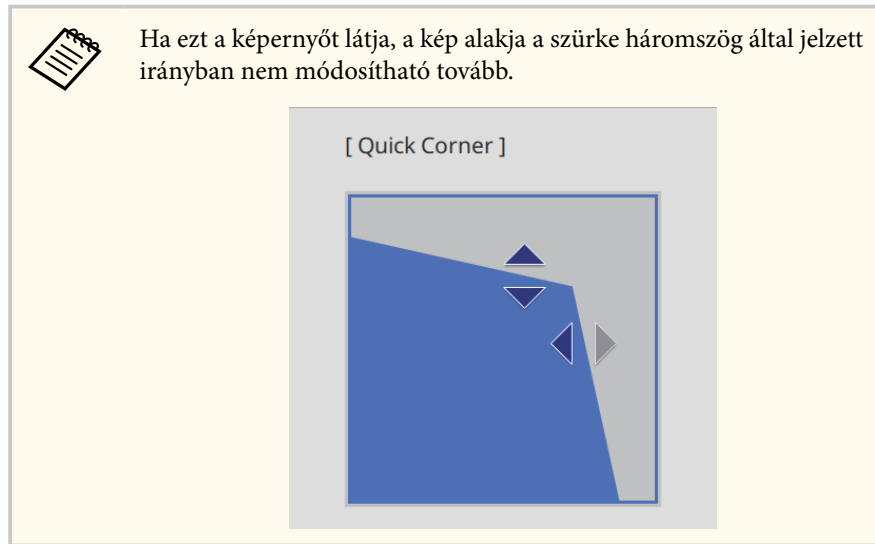 Ha ezt a képernyőt látja, a kép alakja a szürke háromszög által jelzett
irányban nem módosítható tovább.
[ Quick Corner ]